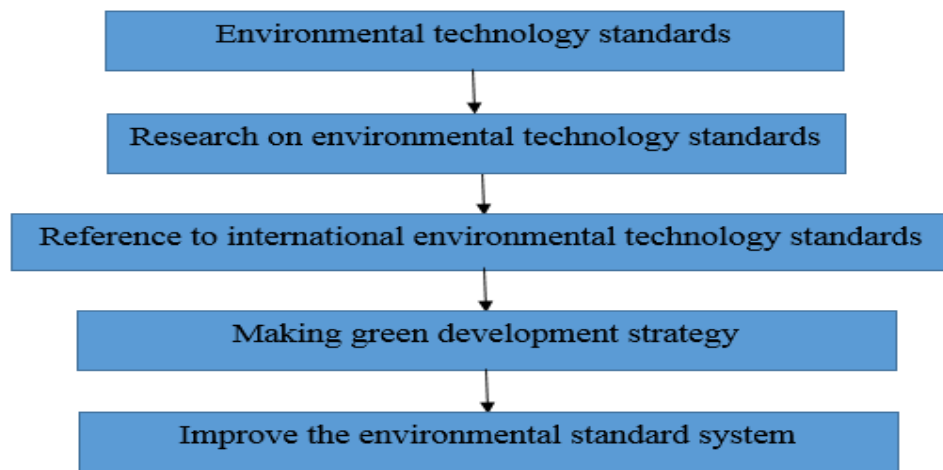 Environmental technology standards
Research on environmental technology standards
Reference to international environmental technology standards
Making green development strategy
Improve the environmental standard system